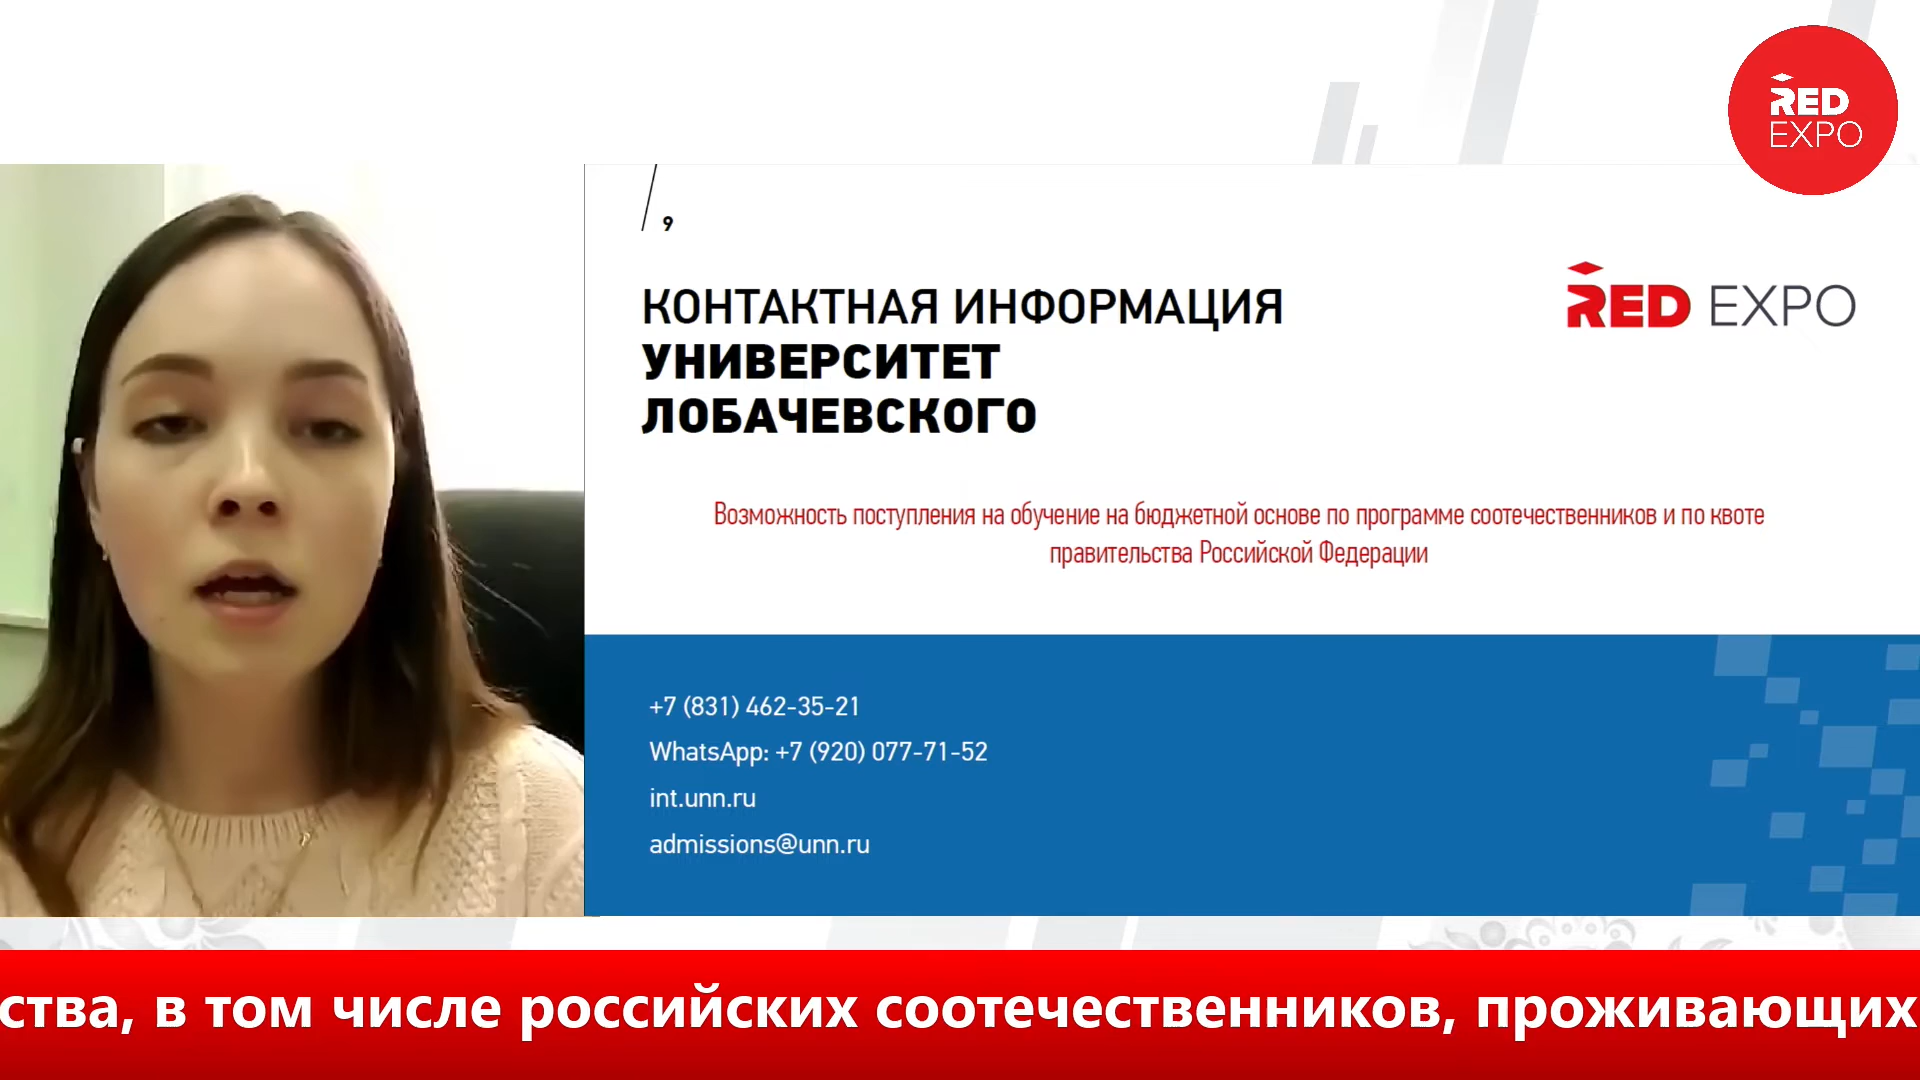 RED
EXPO
9
КОНТАКТНАЯ ИНФОРМАЦИЯ
УНИВЕРСИТЕТ
ЛОБАЧЕВСКОГО
RED EXPO
Возможность поступления на обучение на бюджетной основе по программе соотечественников и по квоте
правительства Российской Федерации
+7 (831) 462-35-21
WhatsApp: +7 (920) 077-71-52
int.unn.ru
admissions@unn.ru
ства, в том числе российских соотечественников, проживающих